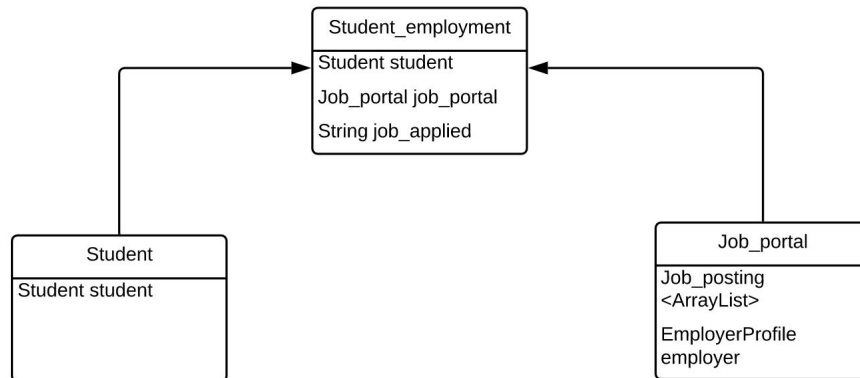 Student_employment
Student student
Job_portal job_portal
String job_applied
Student
Student student
Job_portal
Job_posting
<ArrayList>
EmployerProfile
employer